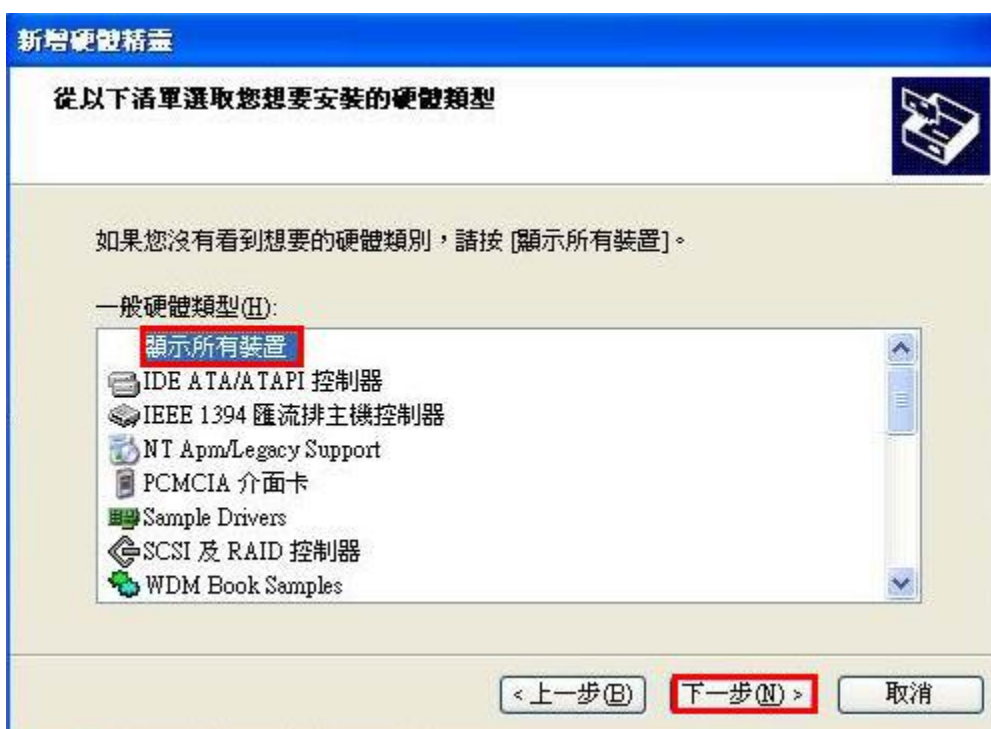 新增硬體精靈
從以下清單選取您想要安裝的硬體類型
如果您沒有看到想要的硬體類別，請按 [顯示所有裝置]。
一般硬體類型(H):
顯示所有裝置
IDE ATA/ATAPI 控制器
IEEE 1394 匯流排主機控制器
NT Apm/Legacy Support
PCMCIA 介面卡
Sample Drivers
SCSI 及 RAID 控制器
WDM Book Samples
< 上一步(B) 下一步(N) > 取消